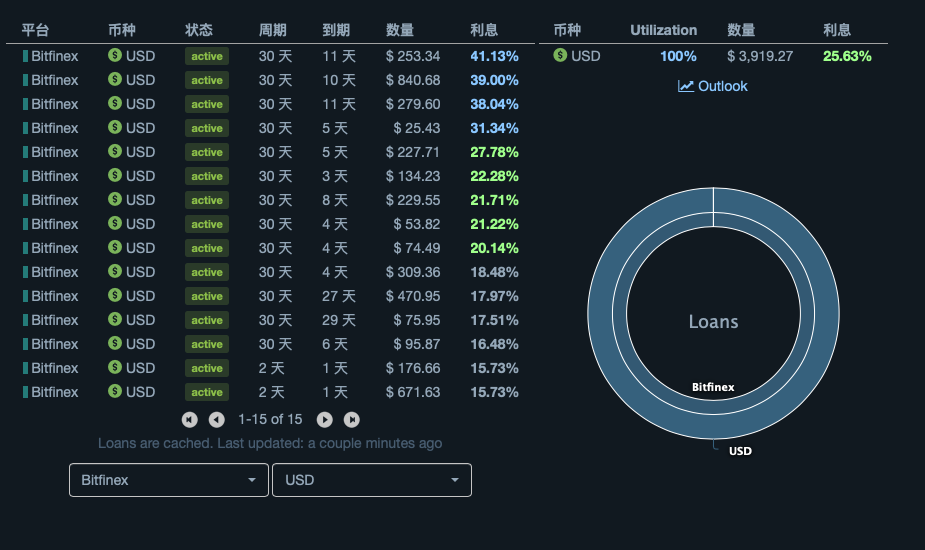 平台 币种 状态 周期 到期 数量 利息
Bitfinex USD active 30 天 11 天 $ 253.34 41.13%
Bitfinex USD active 30 天 10 天 $ 840.68 39.00%
Bitfinex USD active 30 天 11 天 $ 279.60 38.04%
Bitfinex USD active 30 天 5 天 $ 25.43 31.34%
Bitfinex USD active 30 天 5 天 $ 227.71 27.78%
Bitfinex USD active 30 天 3 天 $ 134.23 22.28%
Bitfinex USD active 30 天 8 天 $ 229.55 21.71%
Bitfinex USD active 30 天 4 天 $ 53.82 21.22%
Bitfinex USD active 30 天 4 天 $ 74.49 20.14%
Bitfinex USD active 30 天 4 天 $ 309.36 18.48%
Bitfinex USD active 30 天 27 天 $ 470.95 17.97%
Bitfinex USD active 30 天 29 天 $ 75.95 17.51%
Bitfinex USD active 30 天 6 天 $ 95.87 16.48%
Bitfinex USD active 2 天 1 天 $ 176.66 15.73%
Bitfinex USD active 2 天 1 天 $ 671.63 15.73%
1-15 of 15
Loans are cached. Last updated: a couple minutes ago
Bitfinex USD
币种 Utilization 数量 利息
USD 100% $ 3,919.27 25.63%
Outlook
Loans
Bitfinex
USD